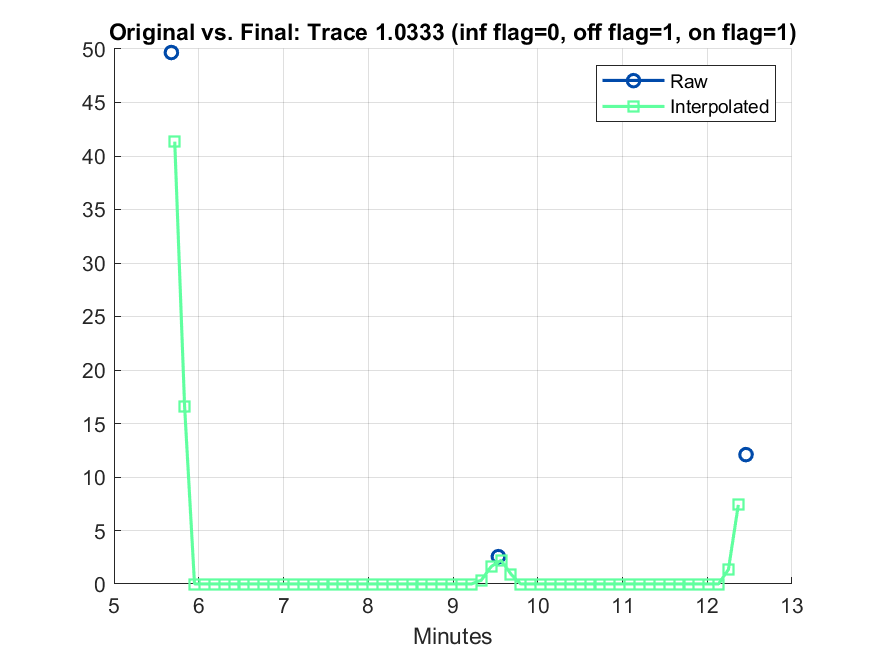 Original vs. Final: Trace 1.0333 (inf flag=0, off flag=1, on flag=1)
50
45
40
35
30
25
20
15
10
5
0
Raw
Interpolated
5 6 7 8 9 10 11 12 13
Minutes